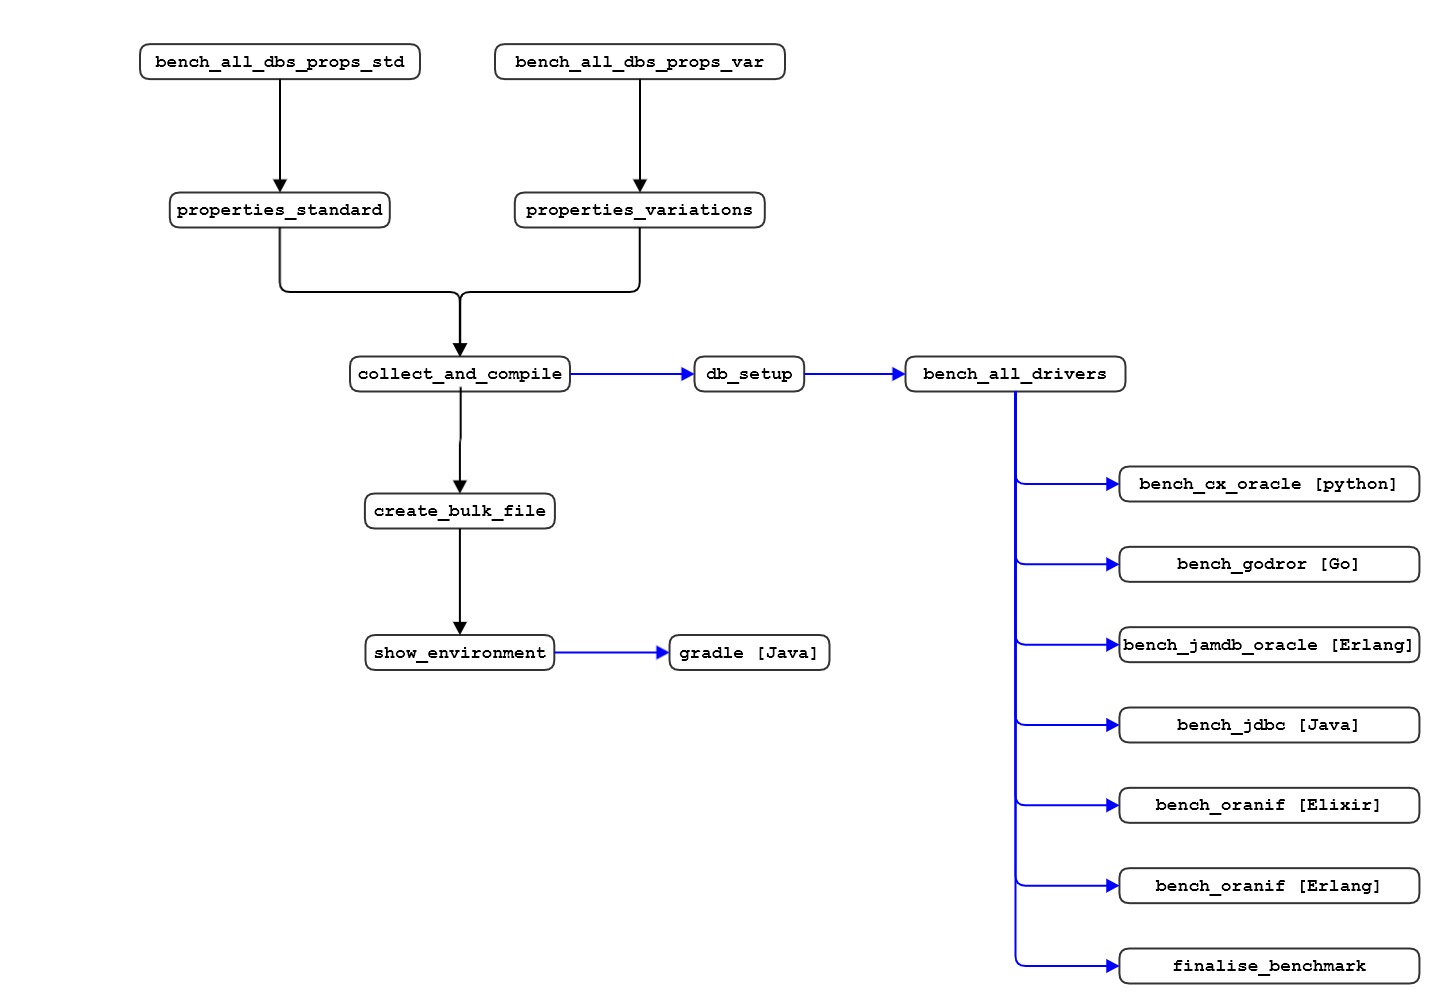 bench_all_dbs_props_std
bench_all_dbs_props_var
properties_standard
properties_variations
collect_and_compile
db_setup
bench_all_drivers
bench_cx_oracle [python]
create_bulk_file
bench_godror [Go]
bench_jamdb_oracle [Erlang]
show_environment
gradle [Java]
bench_jdbc [Java]
bench_oranif [Elixir]
bench_oranif [Erlang]
finalise_benchmark